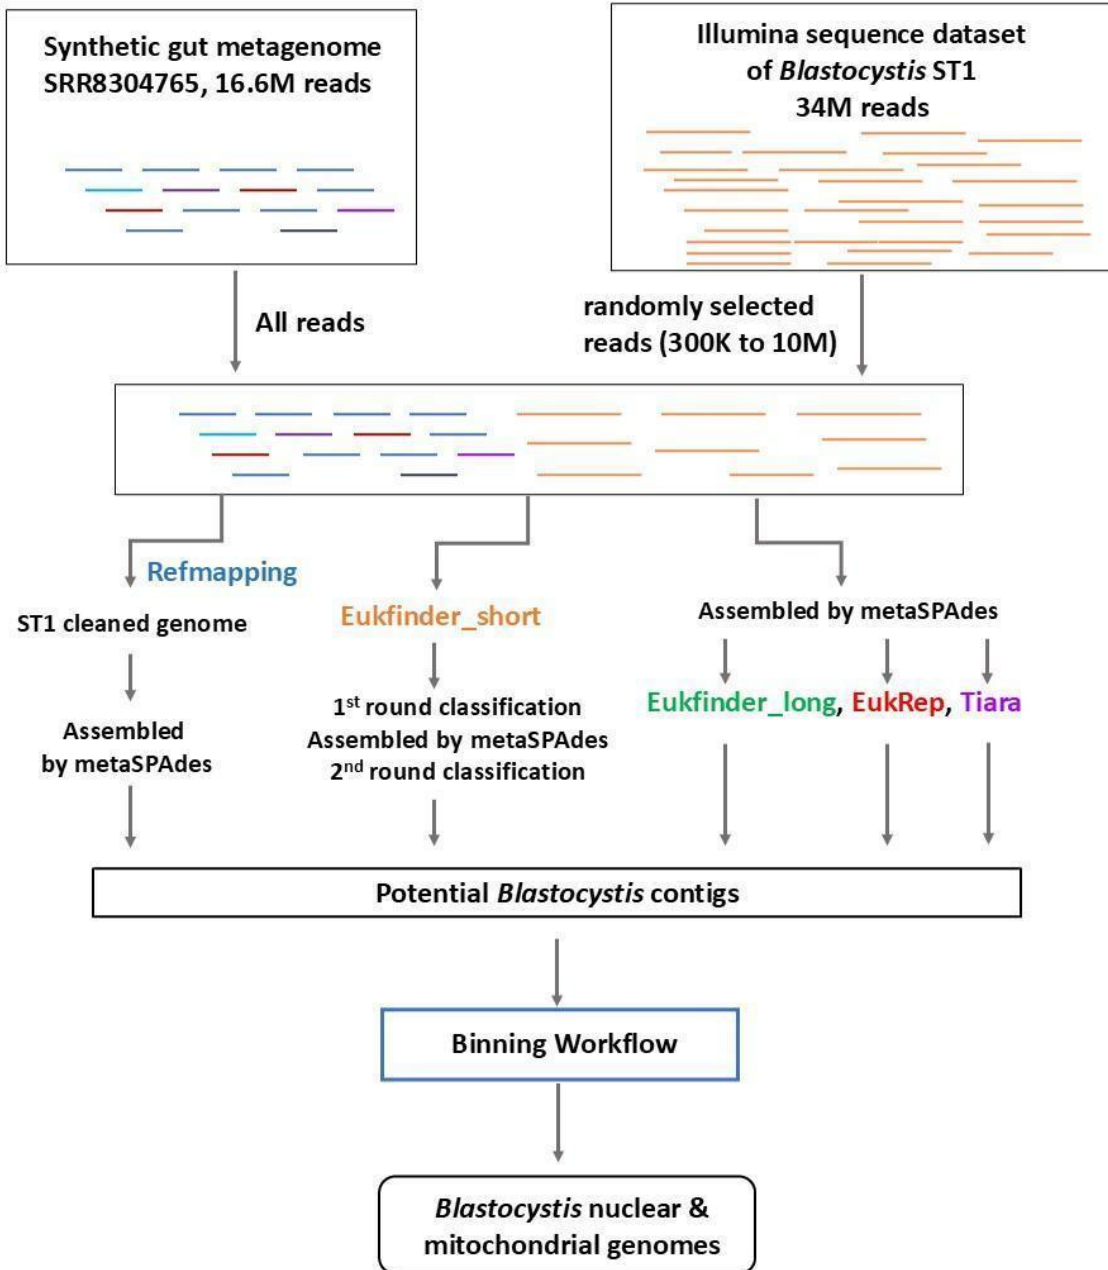 Synthetic gut metagenome
SRR8304765, 16.6M reads
Illumina sequence dataset
of Blastocystis ST1
34M reads
All reads
randomly selected
reads (300K to 10M)
Refmapping
ST1 cleaned genome
Assembled
by metaSPAdes
Eukfinder_short
1st round classification
Assembled by metaSPAdes
2nd round classification
Assembled by metaSPAdes
Eukfinder_long, EukRep, Tiara
Potential Blastocystis contigs
Binning Workflow
Blastocystis nuclear &
mitochondrial genomes